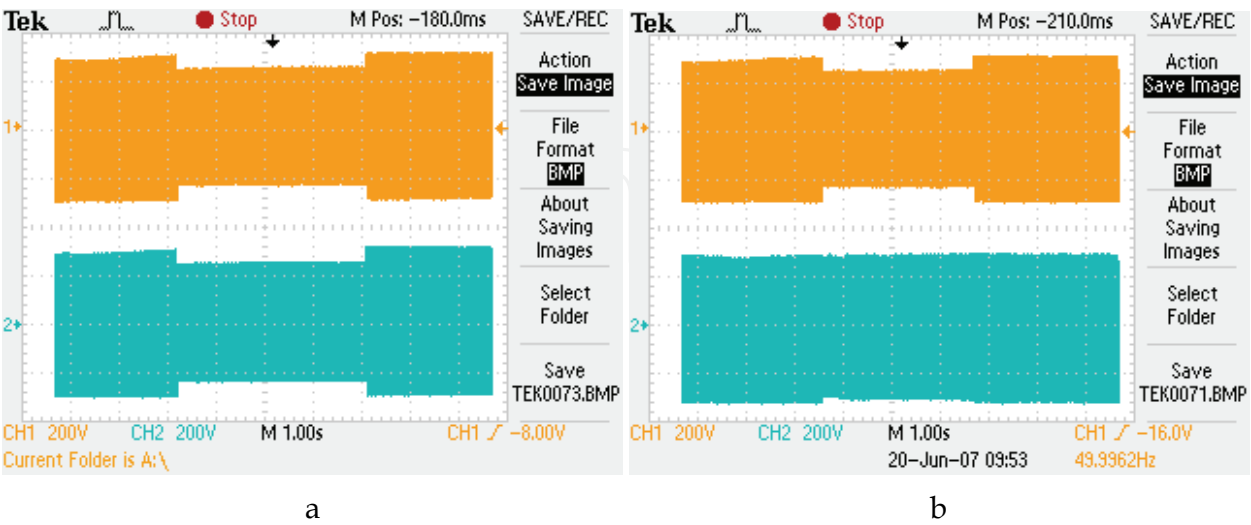 Tek Stop M Pos: -180.0ms SAVE/REC
Action
Save Image
1
File
Format
BMP
About
Saving
Images
Select
Folder
2
Save
TEK0073.BMP
CH1 200V CH2 200V M 1.00s CH1 -8.00V
Current Folder is A:\
a
Tek Stop M Pos: -210.0ms SAVE/REC
Action
Save Image
1
File
Format
BMP
About
Saving
Images
Select
Folder
2
Save
TEK0071.BMP
CH1 200V CH2 200V M 1.00s CH1 -16.0V
20-Jun-07 09:53 49.9962Hz
b